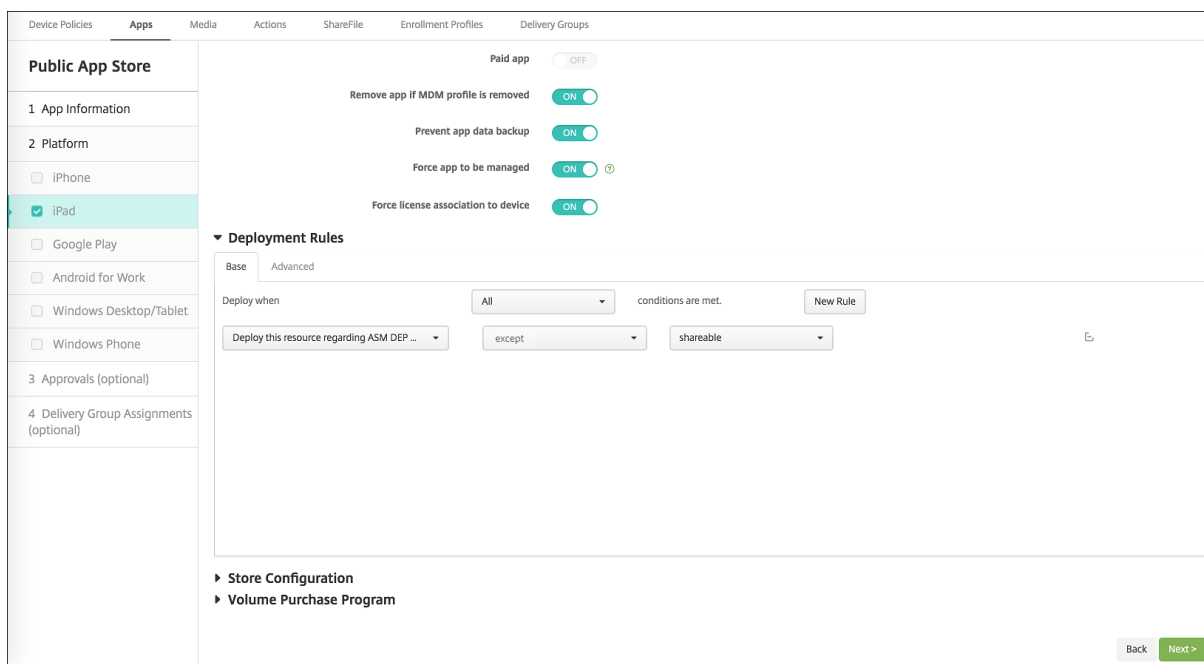 Device Policies Apps Media Actions ShareFile Enrollment Profiles Delivery Groups
Public App Store
1 App Information
2 Platform
iPhone
iPad
Google Play
Android for Work
Windows Desktop/Tablet
Windows Phone
3 Approvals (optional)
4 Delivery Group Assignments
(optional)
Paid app OFF
Remove app if MDM profile is removed ON
Prevent app data backup ON
Force app to be managed ON ?
Force license association to device ON
Deployment Rules
Base Advanced
Deploy when All conditions are met. New Rule
Deploy this resource regarding ASM DEP ... except shareable
Store Configuration
Volume Purchase Program
Back Next >